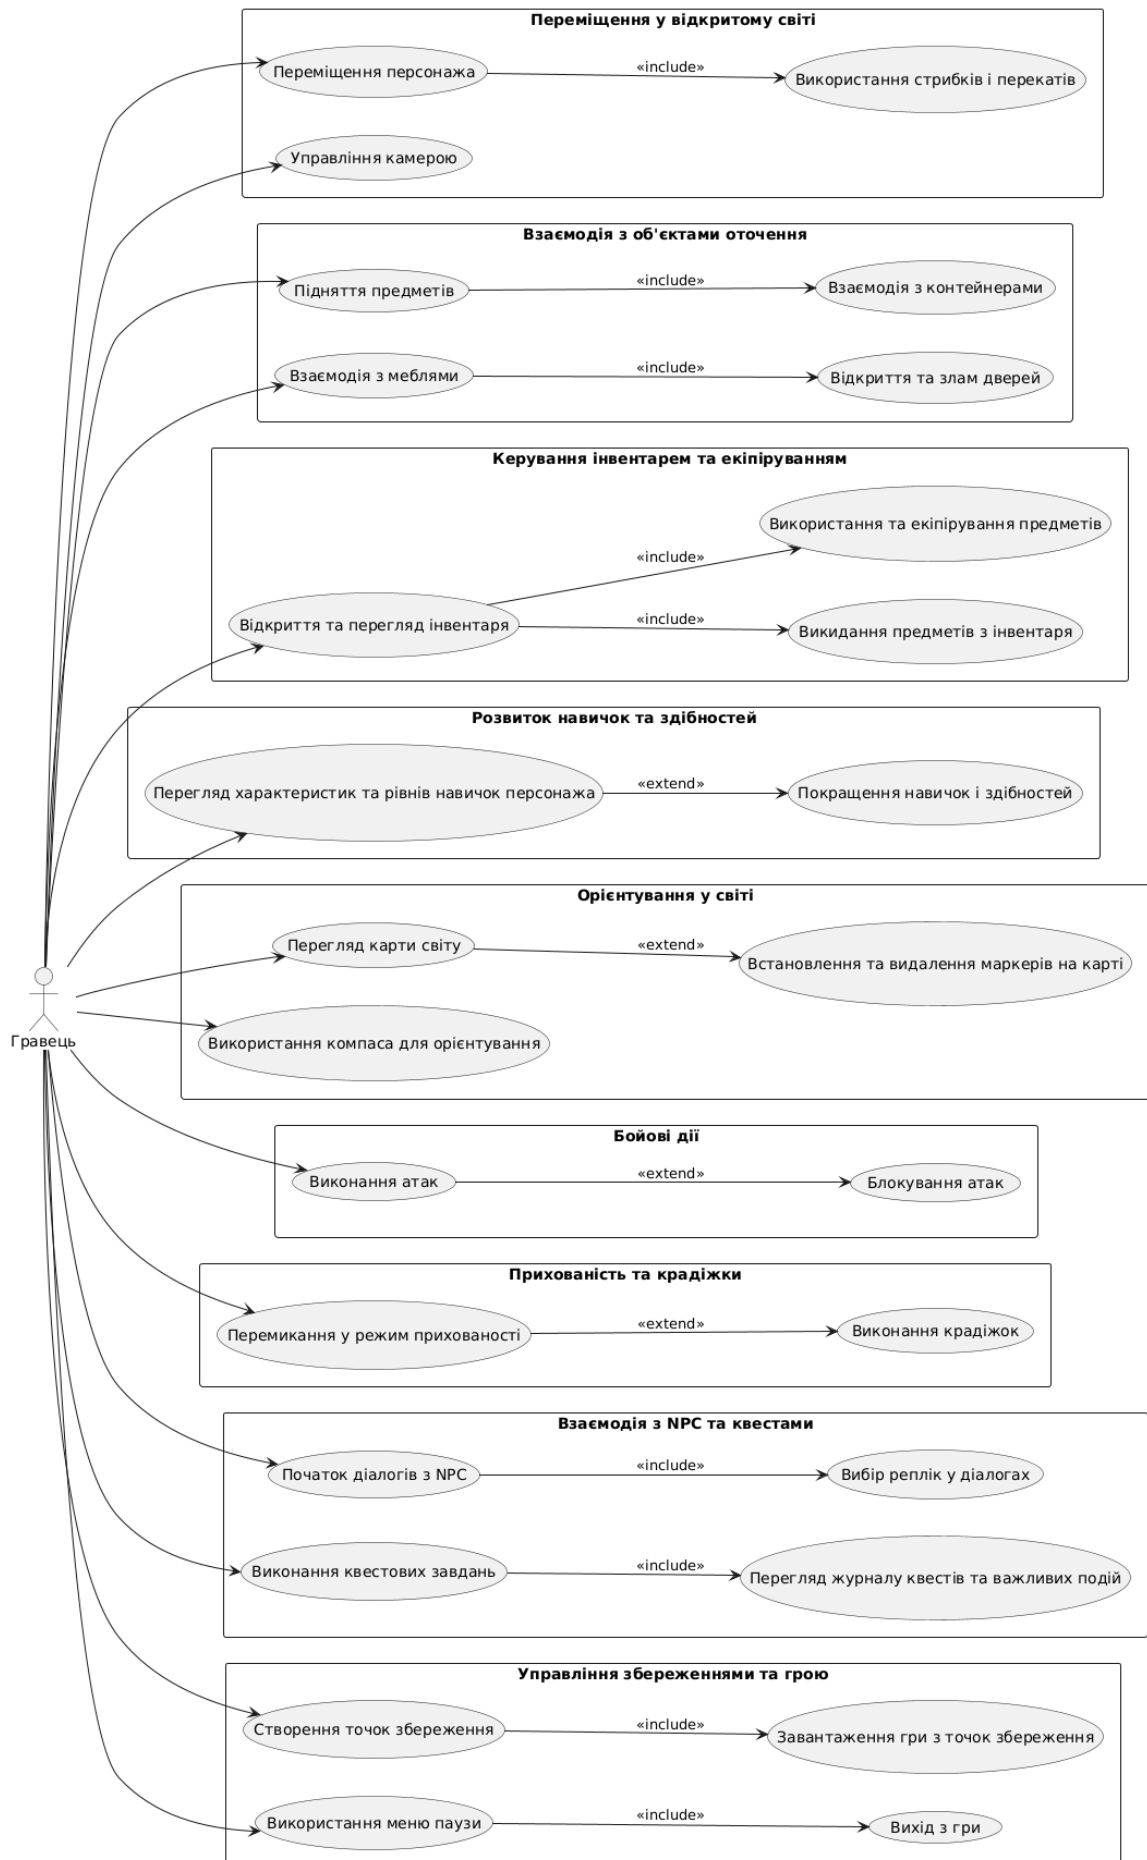 Переміщення у відкритому світі
Переміщення персонажа
«include»
Використання стрибків і перекатів
Управління камерою
Взаємодія з об'єктами оточення
Підняття предметів
«include»
Взаємодія з контейнерами
Взаємодія з меблями
«include»
Відкриття та злам дверей
Керування інвентарем та екіпіруванням
Використання та екіпірування предметів
«include»
Відкриття та перегляд інвентаря
«include»
Викидання предметів з інвентаря
Розвиток навичок та здібностей
Перегляд характеристик та рівнів навичок персонажа
«extend»
Покращення навичок і здібностей
Орієнтування у світі
Перегляд карти світу
«extend»
Встановлення та видалення маркерів на карті
Гравець
Використання компаса для орієнтування
Бойові дії
Виконання атак
«extend»
Блокування атак
Прихованість та крадіжки
Перемикання у режим прихованості
«extend»
Виконання крадіжок
Взаємодія з NPC та квестами
Початок діалогів з NPC
«include»
Вибір реплік у діалогах
Виконання квестових завдань
«include»
Перегляд журналу квестів та важливих подій
Управління збереженнями та грою
Створення точок збереження
«include»
Завантаження гри з точок збереження
Використання меню паузи
«include»
Вихід з гри